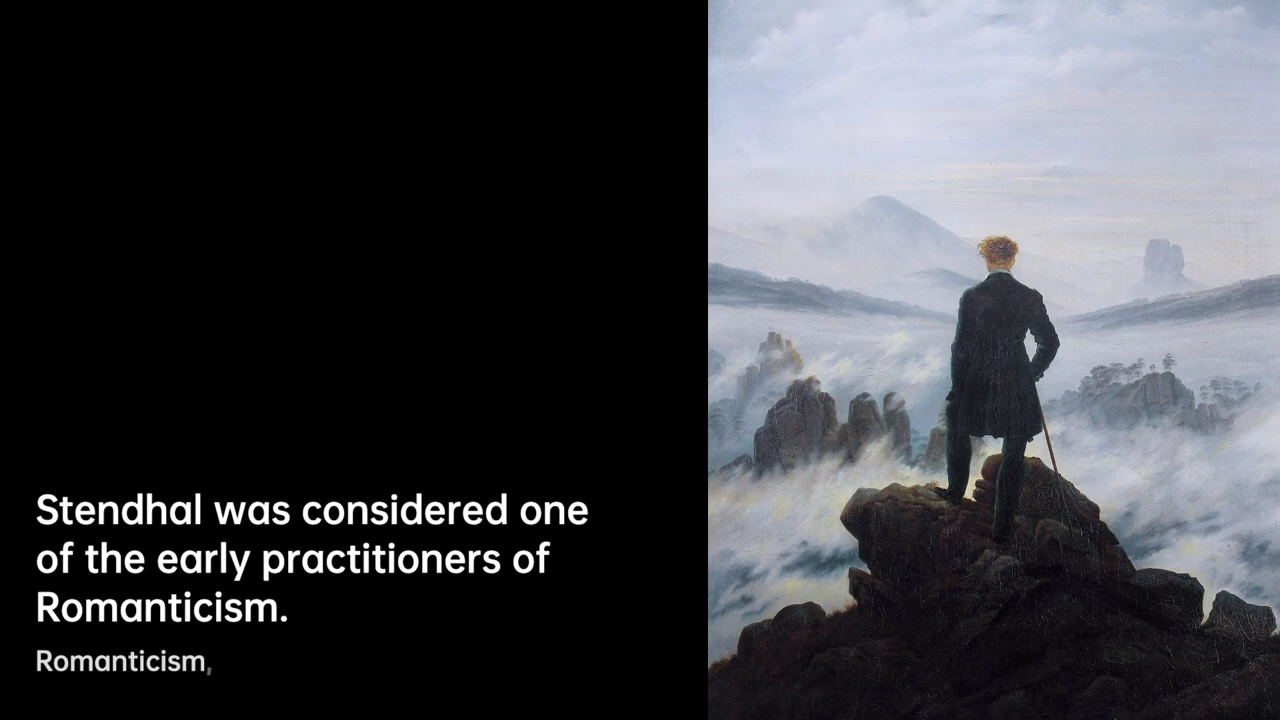 Stendhal was considered one
of the early practitioners of
Romanticism.
Romanticism,